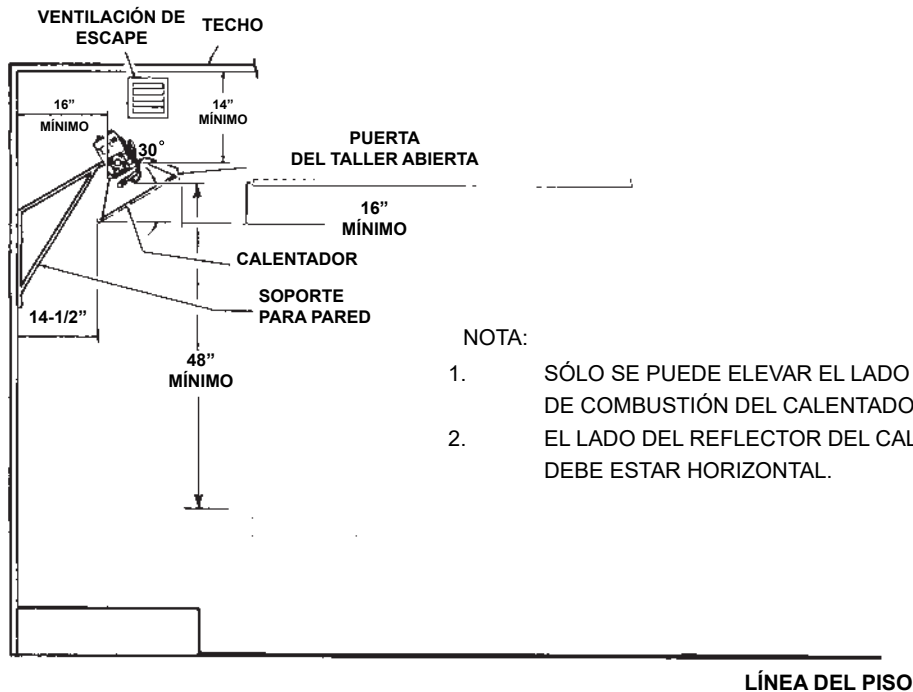 VENTILACIÓN DE
ESCAPE
TECHO
16”
MÍNIMO
14”
MÍNIMO
30°
PUERTA
DEL TALLER ABIERTA
16”
MÍNIMO
CALENTADOR
SOPORTE
PARA PARED
14-1/2”
48”
MÍNIMO
NOTA:
1. SÓLO SE PUEDE ELEVAR EL LADO
DE COMBUSTIÓN DEL CALENTADO
2. EL LADO DEL REFLECTOR DEL CAL
DEBE ESTAR HORIZONTAL.
LÍNEA DEL PISO